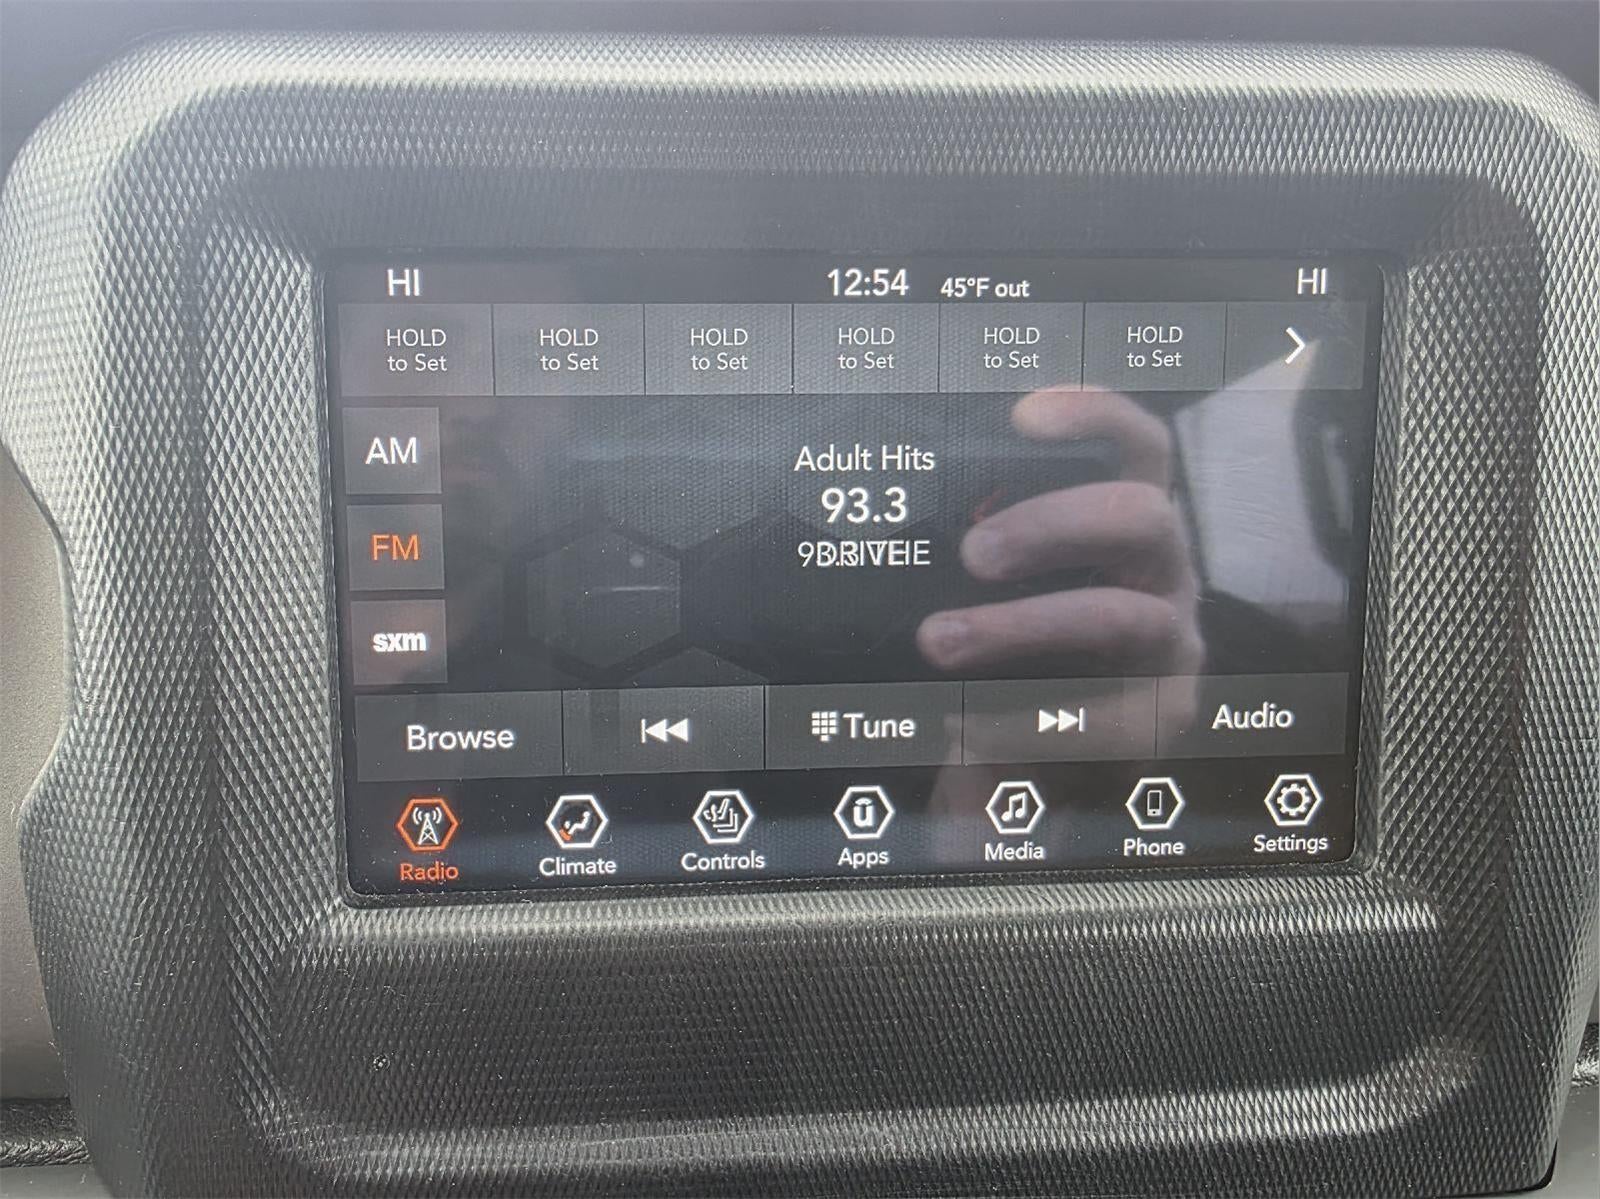 HI 12:54 45°F out HI
HOLD to Set
HOLD to Set
HOLD to Set
HOLD to Set
HOLD to Set
HOLD to Set
AM
FM
sxm
Adult Hits
93.3
Browse
Tune
Audio
Radio
Climate
Controls
ū
Apps
Media
Phone
Settings